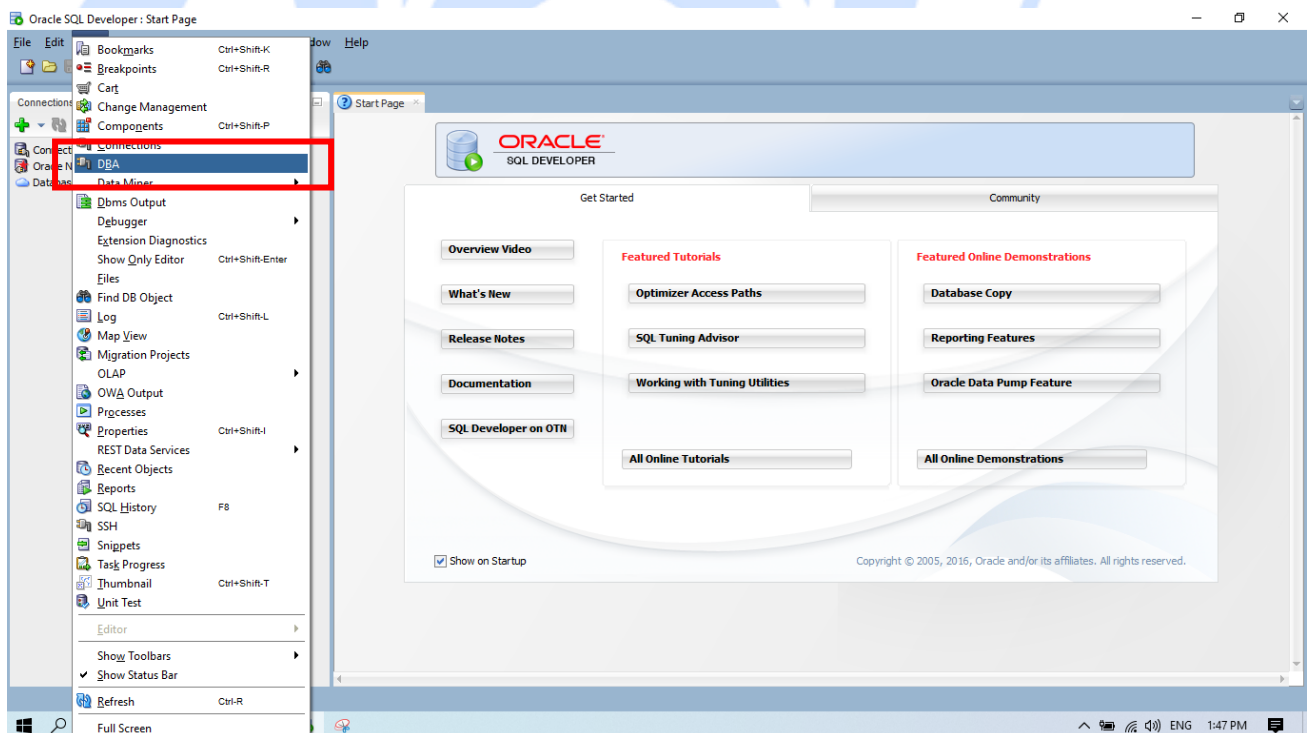 Oracle SQL Developer : Start Page
File Edit dow Help
Connections
Connect
Oracle N
Databas
Bookmarks Ctrl+Shift-K
Breakpoints Ctrl+Shift-R
Cart
Change Management
Components Ctrl+Shift-P
Connections
DBA
Data Miner
Dbms Output
Debugger
Extension Diagnostics
Show Only Editor Ctrl+Shift-Enter
Files
Find DB Object
Log Ctrl+Shift-L
Map View
Migration Projects
OLAP
OWA Output
Processes
Properties Ctrl+Shift-I
REST Data Services
Recent Objects
Reports
SQL History F8
SSH
Snippets
Task Progress
Thumbnail Ctrl+Shift-T
Unit Test
Editor
Show Toolbars
Show Status Bar
Refresh Ctrl-R
Full Screen
Start Page
ORACLE
SQL DEVELOPER
Get Started Community
Overview Video
What's New
Release Notes
Documentation
SQL Developer on OTN
Featured Tutorials
Optimizer Access Paths
SQL Tuning Advisor
Working with Tuning Utilities
All Online Tutorials
Featured Online Demonstrations
Database Copy
Reporting Features
Oracle Data Pump Feature
All Online Demonstrations
Show on Startup
Copyright © 2005, 2016, Oracle and/or its affiliates. All rights reserved.
ENG 1:47 PM